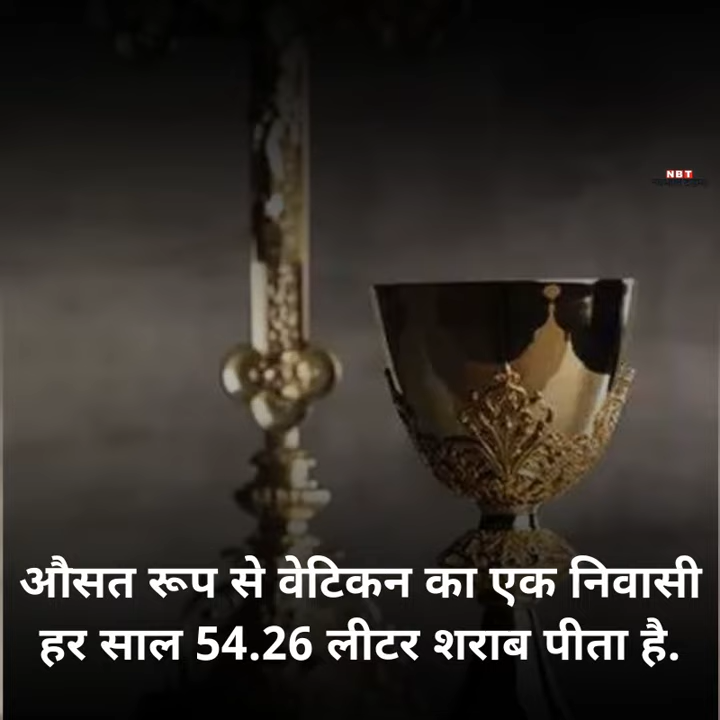 NBT
औसत रूप से वेटिकन का एक निवासी
हर साल 54.26 लीटर शराब पीता है.